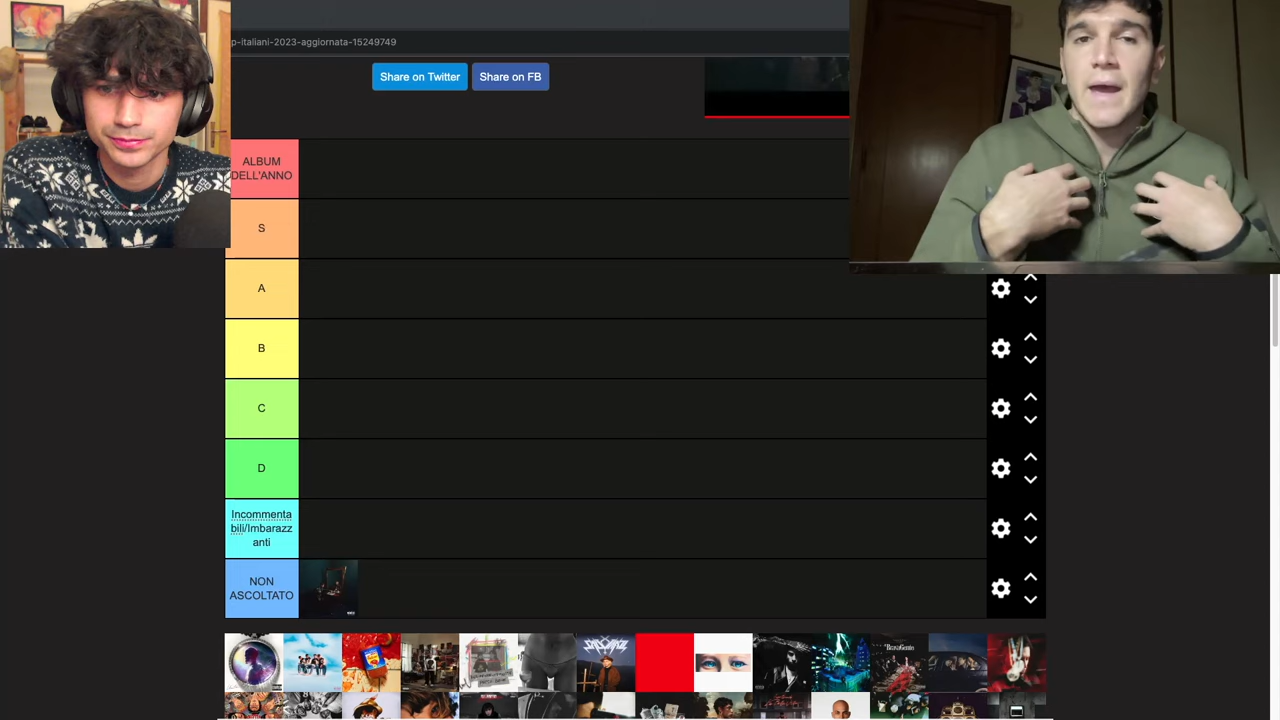 p-italiani-2023-aggiornata-15249749
Share on Twitter
Share on FB
ALBUM
DELL'ANNO
S
A
B
C
D
Incommenta
bili/Imbarazz
anti
NON
ASCOLTATO